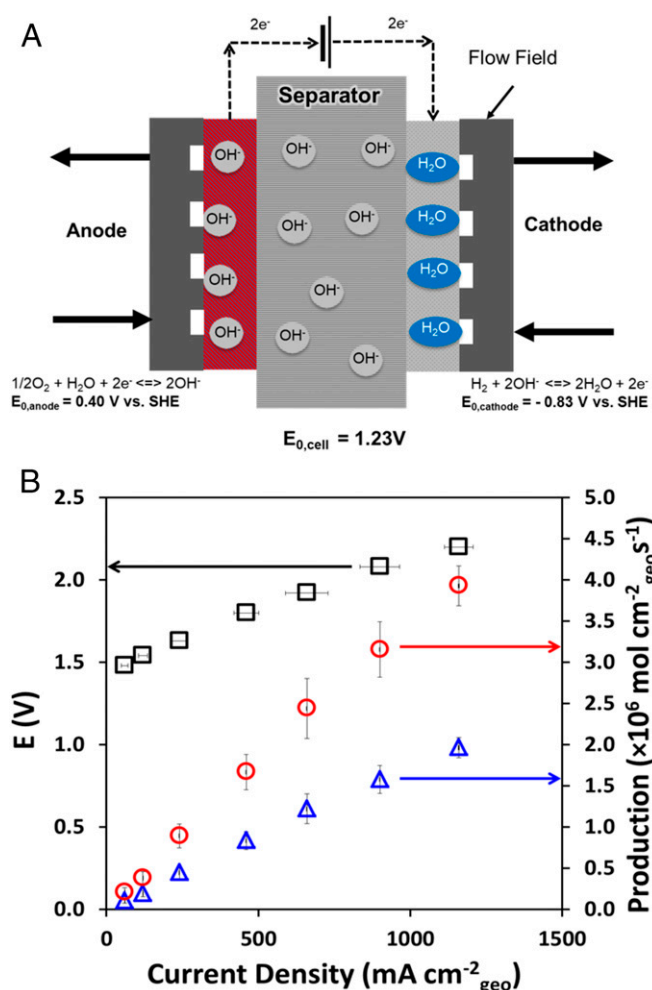 A
2e⁻
2e⁻
Flow Field
Separator
OH⁻
OH⁻
OH⁻
H₂O
OH⁻
OH⁻
OH⁻
H₂O
Anode
Cathode
OH⁻
OH⁻
H₂O
OH⁻
OH⁻
OH⁻
H₂O
1/2O₂ + H₂O + 2e⁻ <=> 2OH⁻
H₂ + 2OH⁻ <=> 2H₂O + 2e⁻
E₀,anode = 0.40 V vs. SHE
E₀,cathode = - 0.83 V vs. SHE
E₀,cell = 1.23V
B
2.5
2.0
1.5
1.0
0.5
0.0
E (V)
5.0
4.5
4.0
3.5
3.0
2.5
2.0
1.5
1.0
0.5
0.0
Production (×10⁶ mol cm⁻²geo s⁻¹)
0
500
1000
1500
Current Density (mA cm⁻²geo)